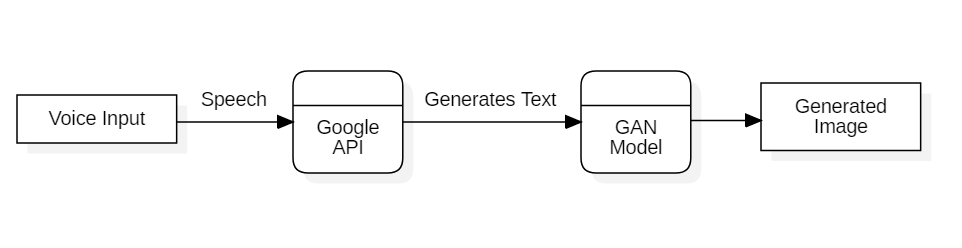 Voice Input
Speech
Google
API
Generates Text
GAN
Model
Generated
Image